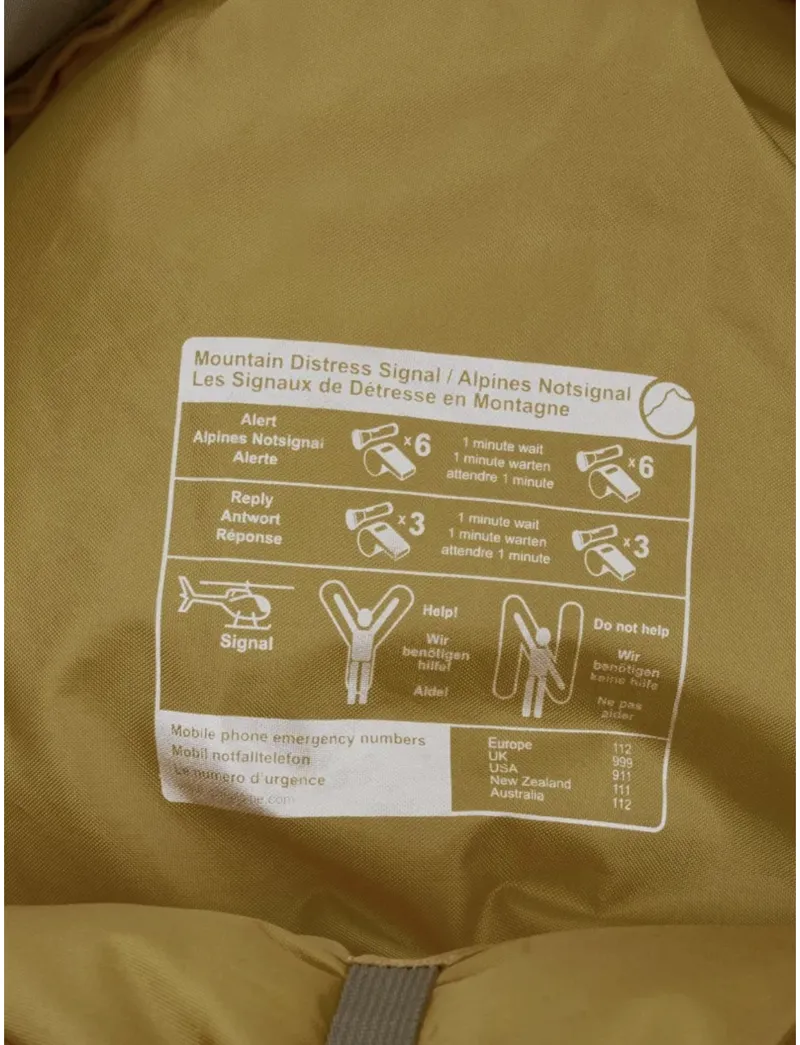 Mountain Distress Signal / Alpines Notsignal
Les Signaux de Détresse en Montagne
Alert
Alpines Notsignal
Alerte
x6
1 minute wait
1 minute warten
attendre 1 minute
x6
Reply
Antwort
Réponse
x3
1 minute wait
1 minute warten
attendre 1 minute
x3
Signal
Help!
Wir
benötigen
hilfe!
Aide!
Do not help
Wir
benötigen
keine hilfe
Ne pas
aider
Mobile phone emergency numbers
Mobil notfalltelefon
Le numero d'urgence
Europe 112
UK 999
USA 911
New Zealand 111
Australia 112